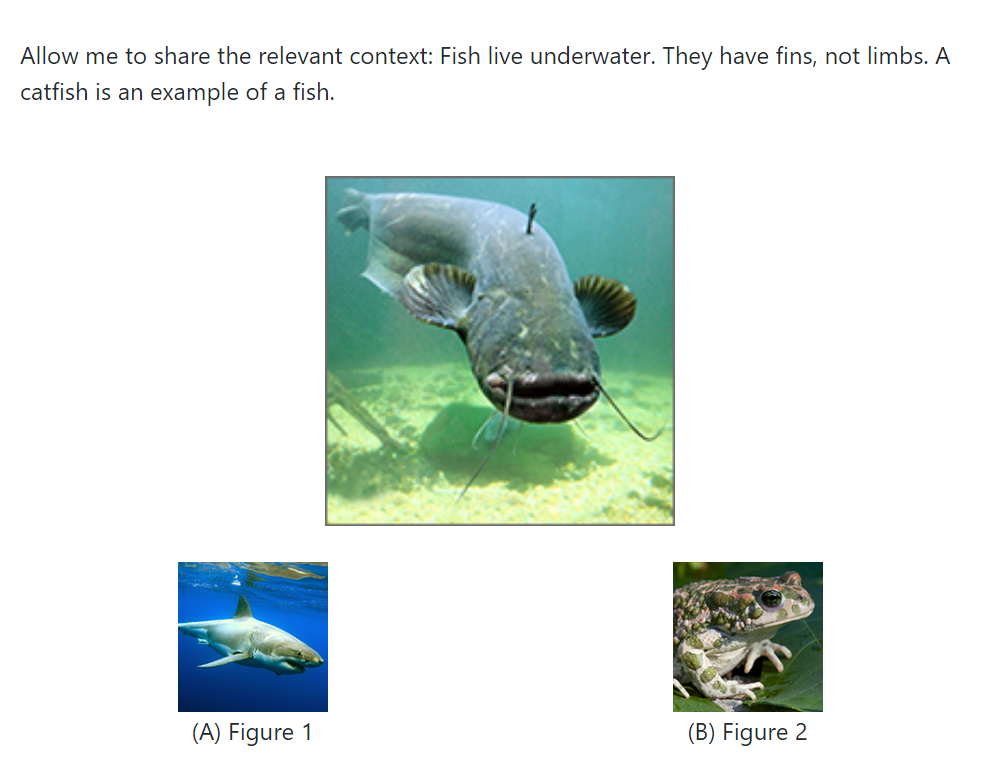 Allow me to share the relevant context: Fish live underwater. They have fins, not limbs. A
catfish is an example of a fish.
(A) Figure 1
(B) Figure 2